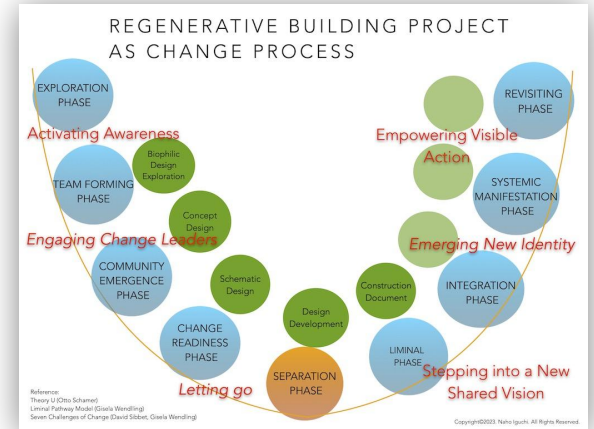 REGENERATIVE BUILDING PROJECT
AS CHANGE PROCESS
EXPLORATION
PHASE
Activating Awareness
Biophilic
Design
Exploration
TEAM FORMING
PHASE
Concept
Design
Engaging Change Leaders
COMMUNITY
EMERGENCE
PHASE
Schematic
Design
CHANGE
READINESS
PHASE
Letting go
Design
Development
SEPARATION
PHASE
Construction
Document
LIMINAL
PHASE
Stepping into a New
Shared Vision
INTEGRATION
PHASE
Emerging New Identity
SYSTEMIC
MANIFESTATION
PHASE
Empowering Visible
Action
REVISITING
PHASE
Reference:
Theory U (Otto Schamer)
Liminal Pathway Model (Gisela Wendling)
Seven Challenges of Change (David Sibbet, Gisela Wendling)
Copyright©2023. Naho Iguchi. All Rights Reserved.